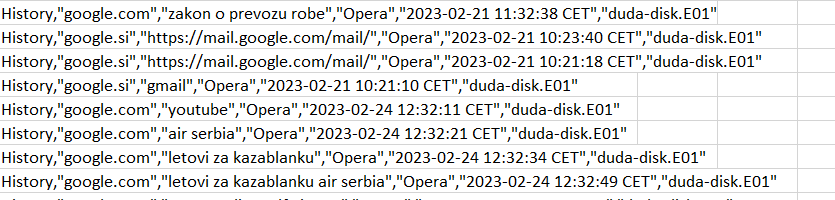 History,"google.com","zakon o prevozu robe","Opera","2023-02-21 11:32:38 CET","duda-disk.E01"
History,"google.si","https://mail.google.com/mail/","Opera","2023-02-21 10:23:40 CET","duda-disk.E01"
History,"google.si","https://mail.google.com/mail/","Opera","2023-02-21 10:21:18 CET","duda-disk.E01"
History,"google.si","gmail","Opera","2023-02-21 10:21:10 CET","duda-disk.E01"
History,"google.com","youtube","Opera","2023-02-24 12:32:11 CET","duda-disk.E01"
History,"google.com","air serbia","Opera","2023-02-24 12:32:21 CET","duda-disk.E01"
History,"google.com","letovi za kazablanku","Opera","2023-02-24 12:32:34 CET","duda-disk.E01"
History,"google.com","letovi za kazablanku air serbia","Opera","2023-02-24 12:32:49 CET","duda-disk.E01"